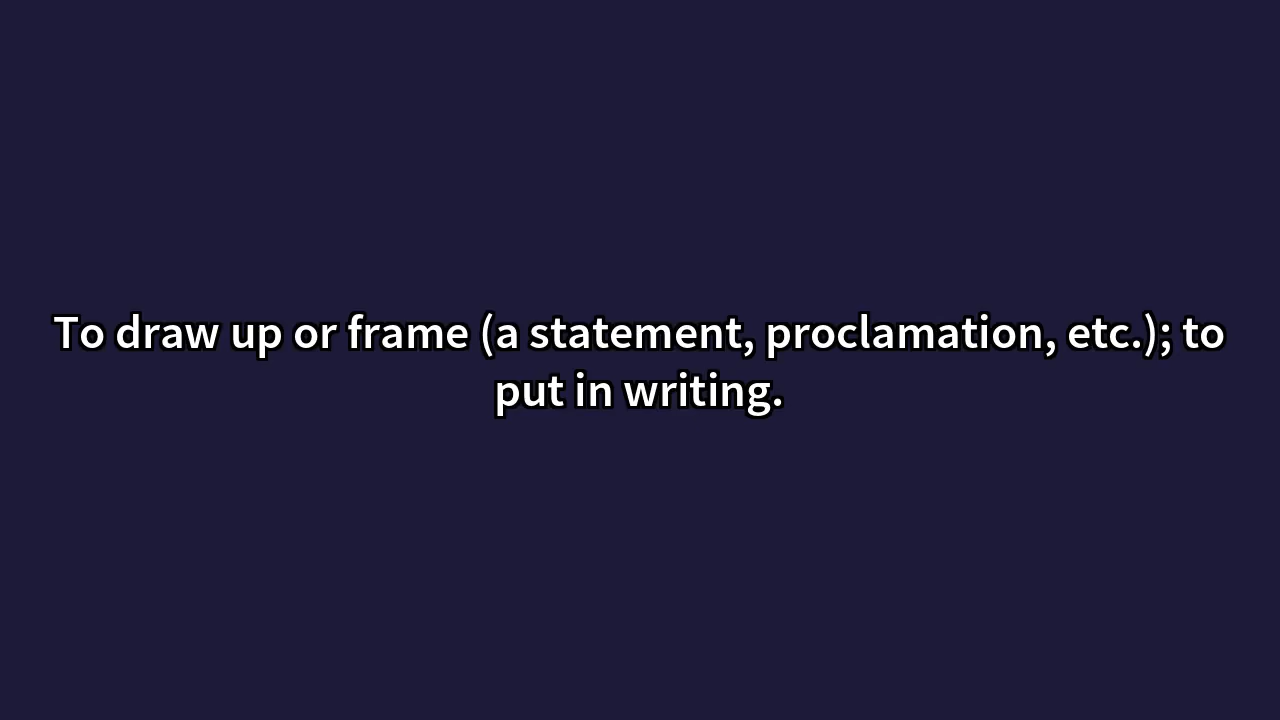 To draw up or frame (a statement, proclamation, etc.); to
put in writing.